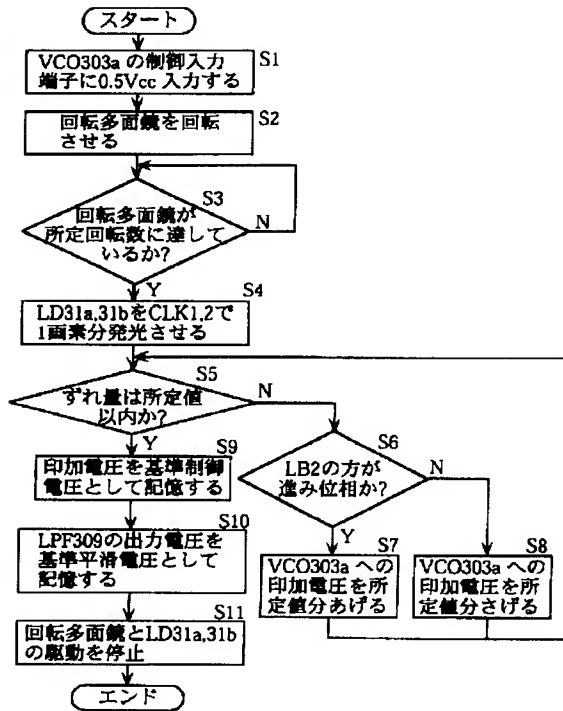 スタート
S1
VCO303a の制御入力
端子に0.5Vcc 入力する
S2
回転多面鏡を回転
させる
S3
回転多面鏡が
所定回転数に達して
いるか?
N
Y
S4
LD31a,31bをCLK1,2で
1画素分発光させる
S5
ずれ量は所定値
以内か?
N
Y
S6
LB2の方が
進み位相か?
N
Y
S9
印加電圧を基準制御
電圧として記憶する
S10
LPF309の出力電圧を
基準平滑電圧として
記憶する
S7
VCO303a への
印加電圧を所
定値分あげる
S8
VCO303a への
印加電圧を所
定値分さげる
S11
回転多面鏡とLD31a,31b
の駆動を停止
エンド